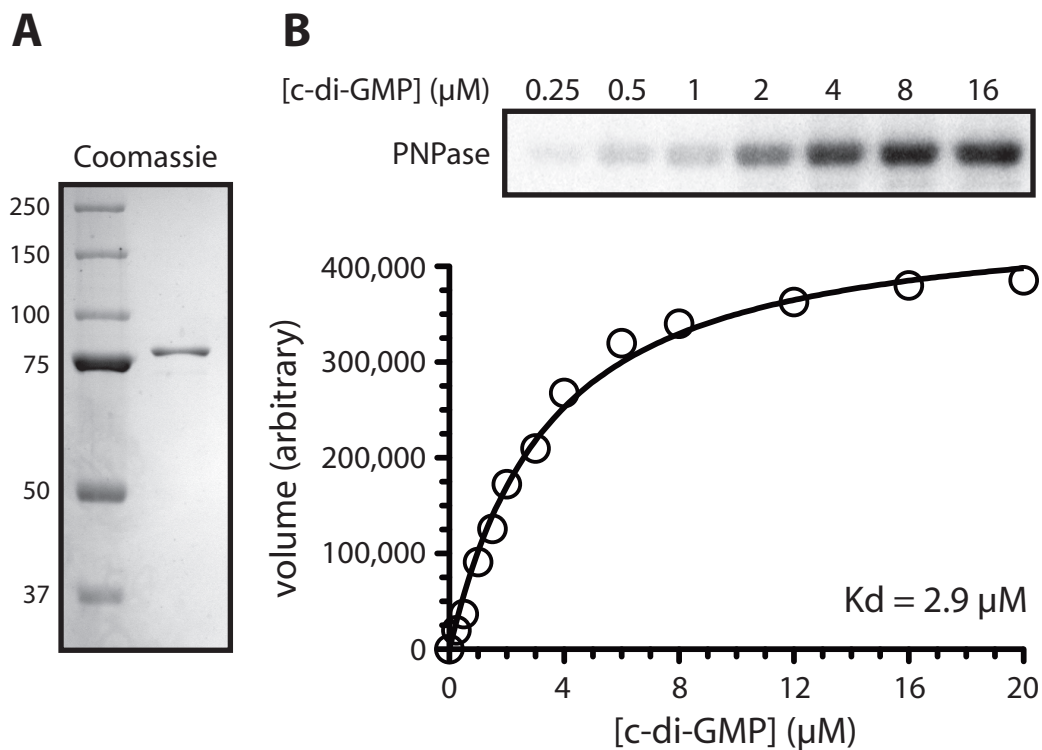 A
Coomassie
250
150
100
75
50
37
B
[c-di-GMP] (µM) 0.25 0.5 1 2 4 8 16
PNPase
volume (arbitrary)
400,000
300,000
200,000
100,000
0
Kd = 2.9 µM
0 4 8 12 16 20
[c-di-GMP] (µM)